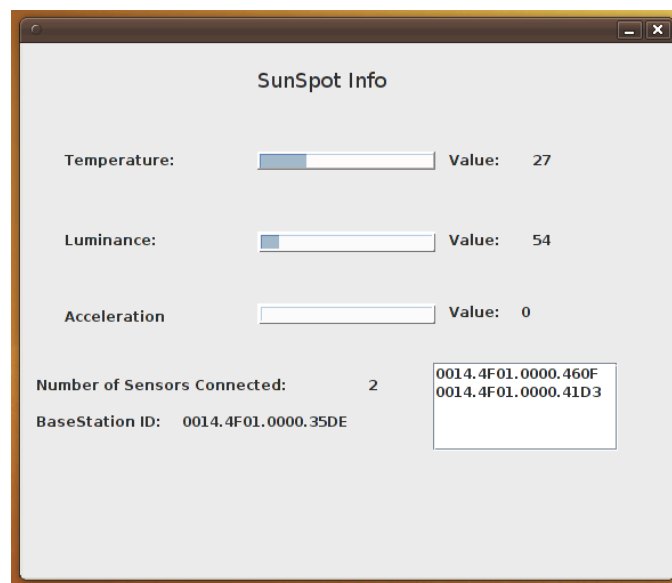 SunSpot Info
Temperature: Value: 27
Luminance: Value: 54
Acceleration Value: 0
Number of Sensors Connected: 2
BaseStation ID: 0014.4F01.0000.35DE
0014.4F01.0000.460F
0014.4F01.0000.41D3